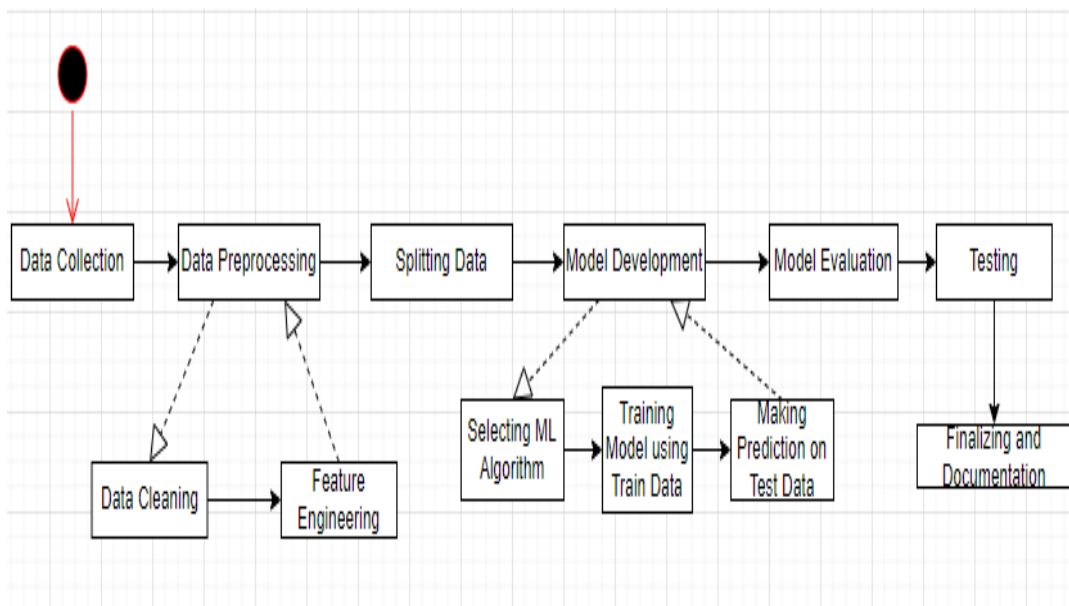 Data Collection
Data Preprocessing
Splitting Data
Model Development
Model Evaluation
Testing
Data Cleaning
Feature
Engineering
Selecting ML
Algorithm
Training
Model using
Train Data
Making
Prediction on
Test Data
Finalizing and
Documentation